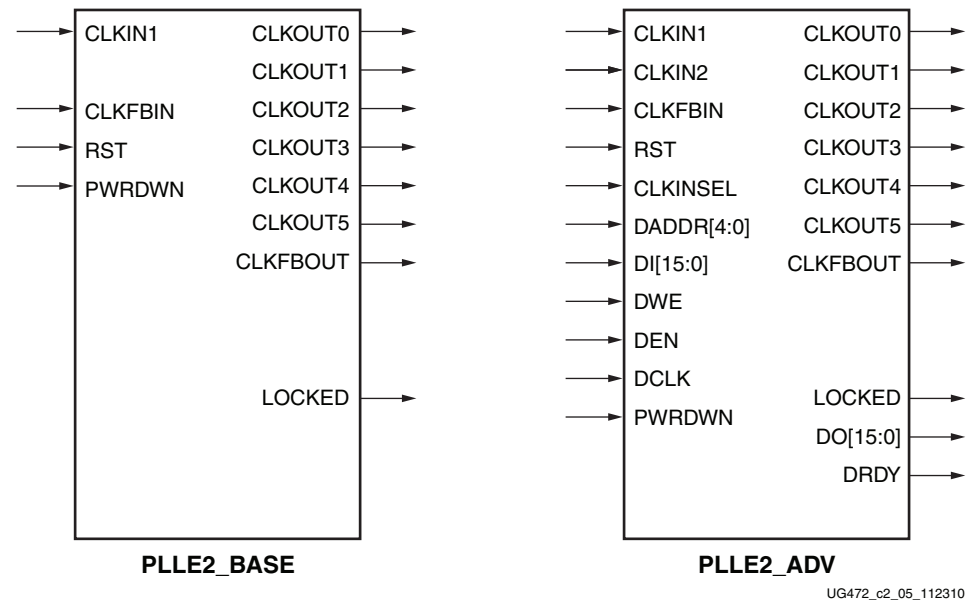 CLKIN1 CLKOUT0
CLKOUT1
CLKFBIN CLKOUT2
RST CLKOUT3
PWRDWN CLKOUT4
CLKOUT5
CLKFBOUT
LOCKED
PLLE2_BASE
CLKIN1 CLKOUT0
CLKIN2 CLKOUT1
CLKFBIN CLKOUT2
RST CLKOUT3
CLKINSEL CLKOUT4
DADDR[4:0] CLKOUT5
DI[15:0] CLKFBOUT
DWE
DEN
DCLK LOCKED
PWRDWN
DO[15:0]
DRDY
PLLE2_ADV
UG472_c2_05_112310